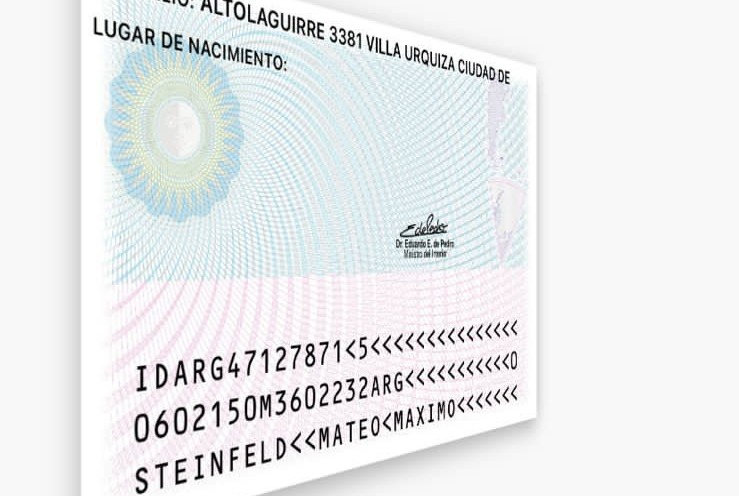 ALTOLAGUIRRE 3381 VILLA URQUIZA CIUDAD DE
LUGAR DE NACIMIENTO:
Dr. Eduardo E. de Pedro
Ministro del Interior
IDARG47127871<5<<<<<<<<<<<<<<<
0602150M3602232ARG<<<<<<<<<<<0
STEINFELD<<MATEO<MAXIMO<<<<<<<